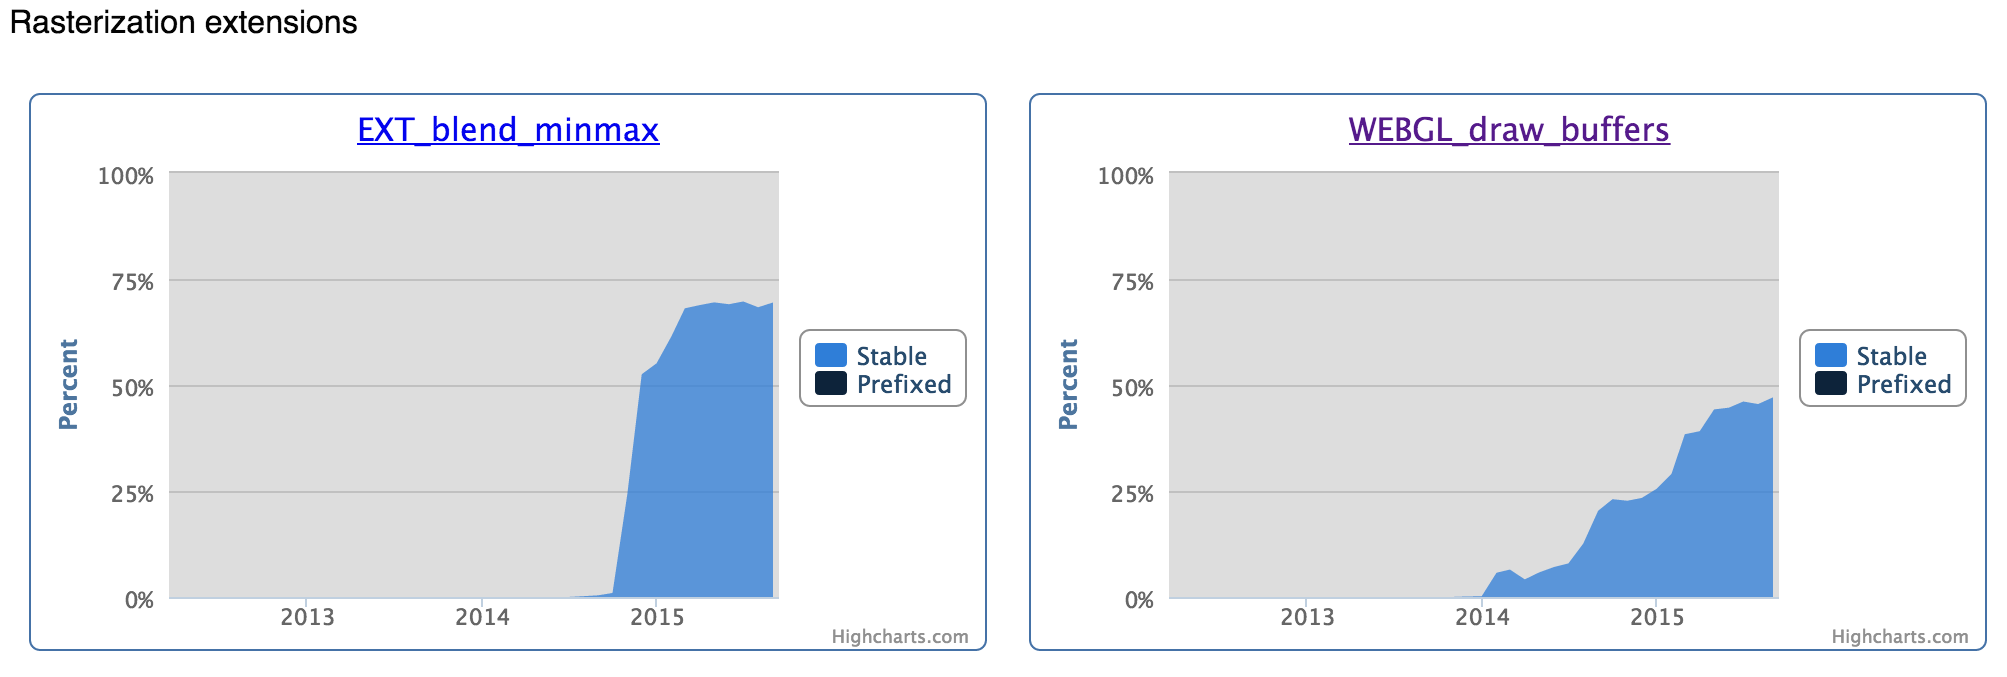 Rasterization extensions
EXT_blend_minmax
100%
75%
50%
25%
0%
Percent
2013
2014
2015
Stable
Prefixed
Highcharts.com
WEBGL_draw_buffers
100%
75%
50%
25%
0%
Percent
2013
2014
2015
Stable
Prefixed
Highcharts.com